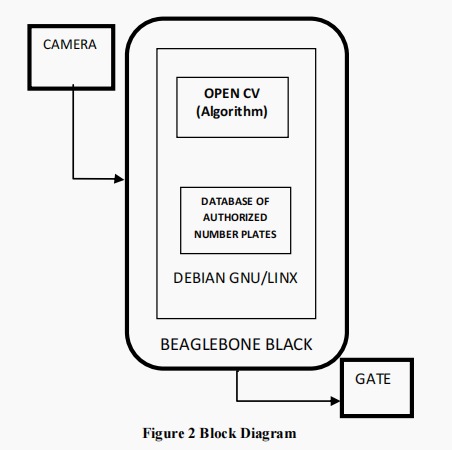 CAMERA
OPEN CV
(Algorithm)
DATABASE OF
AUTHORIZED
NUMBER PLATES
DEBIAN GNU/LINX
BEAGLEBONE BLACK
GATE
Figure 2 Block Diagram